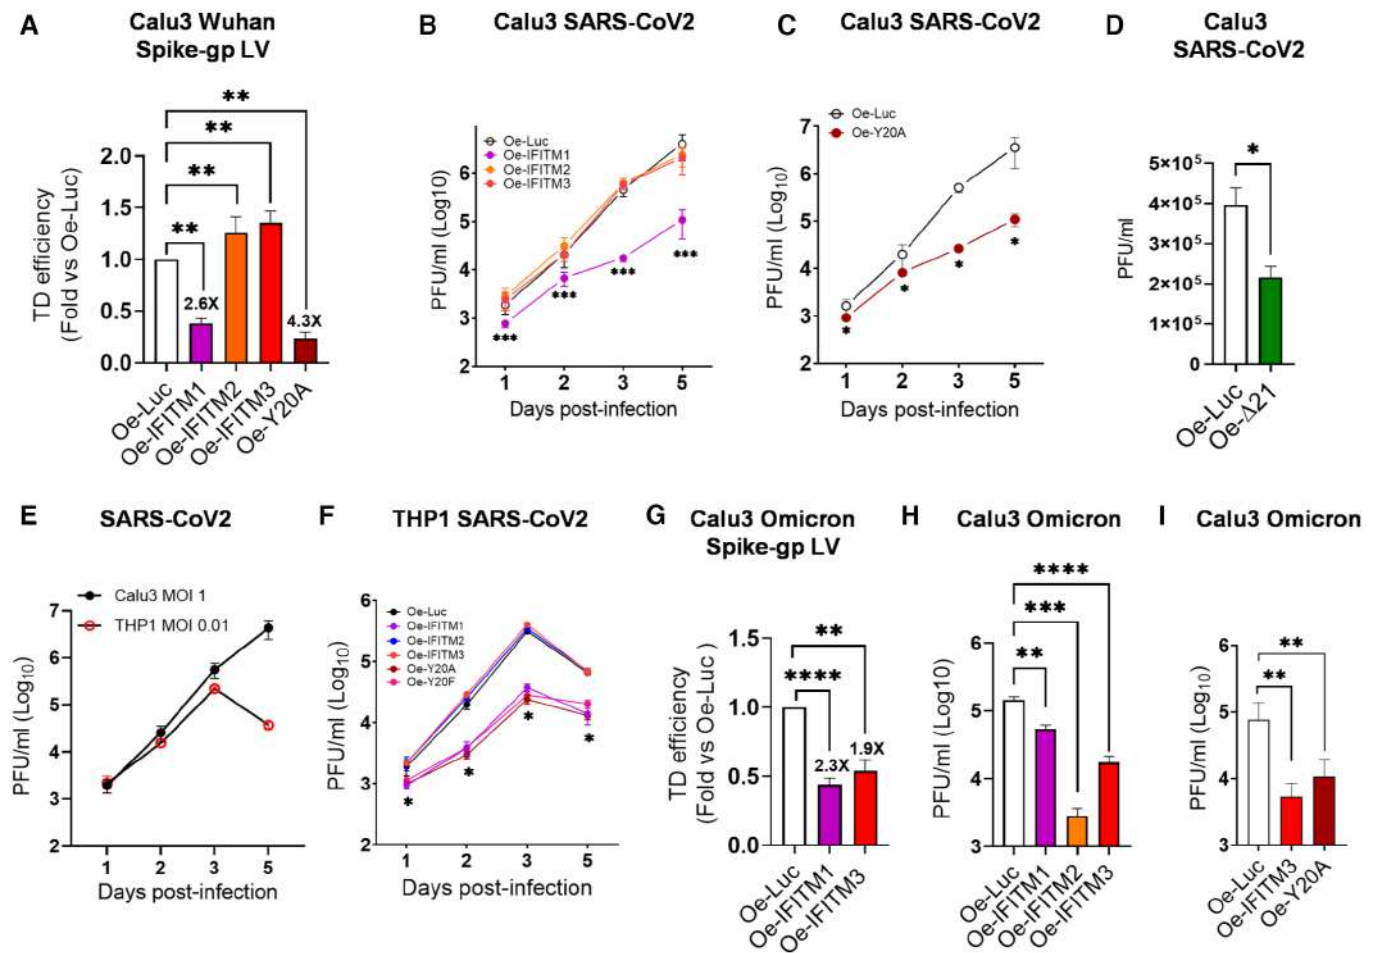 A
Calu3 Wuhan
Spike-gp LV
**
**
**
**
2.0
1.5
1.0
0.5
0.0
TD efficiency
(Fold vs Oe-Luc)
2.6X
4.3X
Oe-Luc
Oe-IFITM1
Oe-IFITM2
Oe-IFITM3
Oe-Y20A
B
Calu3 SARS-CoV2
Oe-Luc
Oe-IFITM1
Oe-IFITM2
Oe-IFITM3
PFU/ml (Log10)
6
5
4
3
2
***
***
***
***
1 2 3 5
Days post-infection
C
Calu3 SARS-CoV2
Oe-Luc
Oe-Y20A
PFU/ml (Log10)
7
6
5
4
3
2
*
*
*
*
1 2 3 5
Days post-infection
D
Calu3
SARS-CoV2
*
PFU/ml
5×10⁵
4×10⁵
3×10⁵
2×10⁵
1×10⁵
0
Oe-Luc
Oe-Δ21
E
SARS-CoV2
Calu3 MOI 1
THP1 MOI 0.01
PFU/ml (Log10)
7
6
5
4
3
2
1 2 3 5
Days post-infection
F
THP1 SARS-CoV2
Oe-Luc
Oe-IFITM1
Oe-IFITM2
Oe-IFITM3
Oe-Y20A
Oe-Y20F
PFU/ml (Log10)
6
5
4
3
2
*
*
*
*
1 2 3 5
Days post-infection
G
Calu3 Omicron
Spike-gp LV
**
****
TD efficiency
(Fold vs Oe-Luc )
1.5
1.0
0.5
0.0
2.3X
1.9X
Oe-Luc
Oe-IFITM1
Oe-IFITM3
H
Calu3 Omicron
****
***
**
PFU/ml (Log10)
6
5
4
3
Oe-Luc
Oe-IFITM1
Oe-IFITM2
Oe-IFITM3
I
Calu3 Omicron
**
**
PFU/ml (Log10)
6
5
4
3
Oe-Luc
Oe-IFITM3
Oe-Y20A